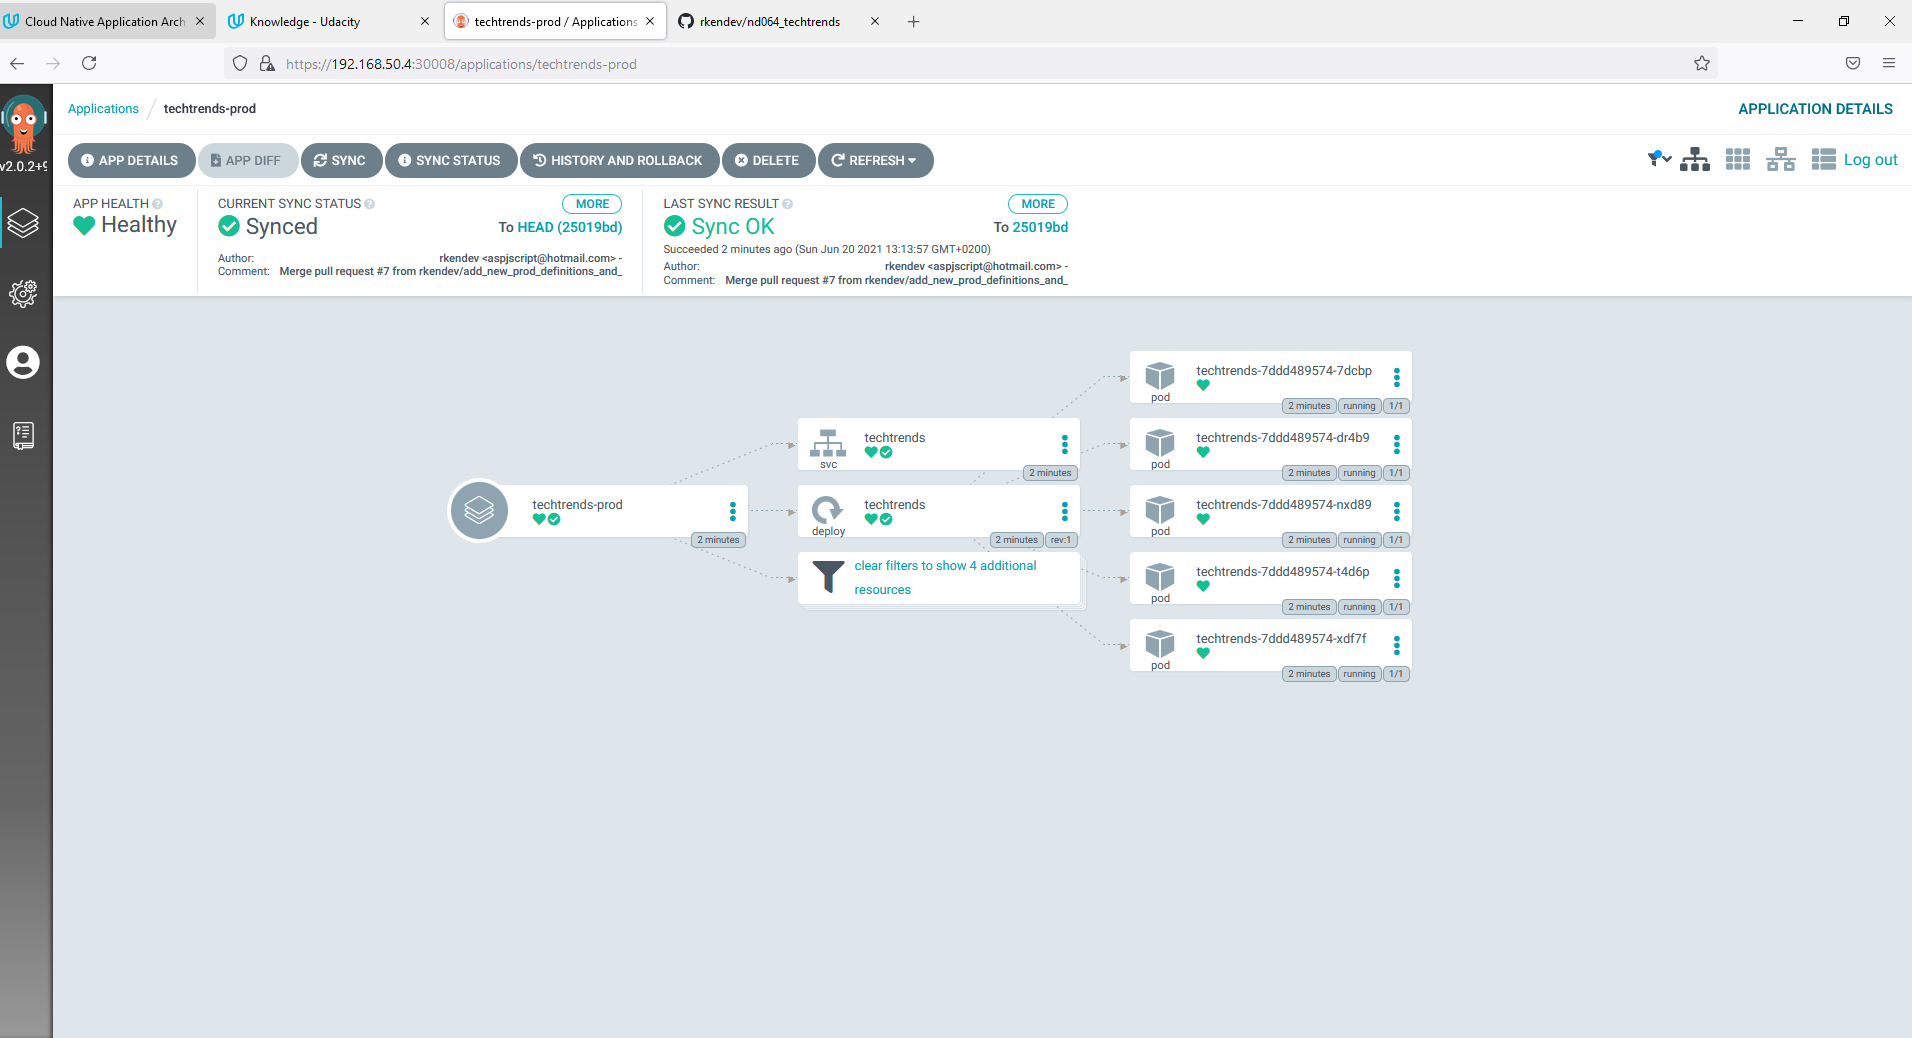 Cloud Native Application Arch
Knowledge - Udacity
techtrends-prod / Applications
rkendev/nd064_techtrends
https://192.168.50.4:30008/applications/techtrends-prod
v2.0.2+9
Applications / techtrends-prod
APPLICATION DETAILS
APP DETAILS
APP DIFF
SYNC
SYNC STATUS
HISTORY AND ROLLBACK
DELETE
REFRESH
Log out
APP HEALTH
Healthy
CURRENT SYNC STATUS
MORE
Synced
To HEAD (25019bd)
Author: rkendev <aspjscript@hotmail.com> -
Comment: Merge pull request #7 from rkendev/add_new_prod_definitions_and_
LAST SYNC RESULT
MORE
Sync OK
To 25019bd
Succeeded 2 minutes ago (Sun Jun 20 2021 13:13:57 GMT+0200)
Author: rkendev <aspjscript@hotmail.com> -
Comment: Merge pull request #7 from rkendev/add_new_prod_definitions_and_
techtrends-prod
2 minutes
svc
techtrends
2 minutes
deploy
techtrends
2 minutes
rev:1
clear filters to show 4 additional
resources
pod
techtrends-7ddd489574-7dcbp
2 minutes
running
1/1
pod
techtrends-7ddd489574-dr4b9
2 minutes
running
1/1
pod
techtrends-7ddd489574-nxd89
2 minutes
running
1/1
pod
techtrends-7ddd489574-t4d6p
2 minutes
running
1/1
pod
techtrends-7ddd489574-xdf7f
2 minutes
running
1/1